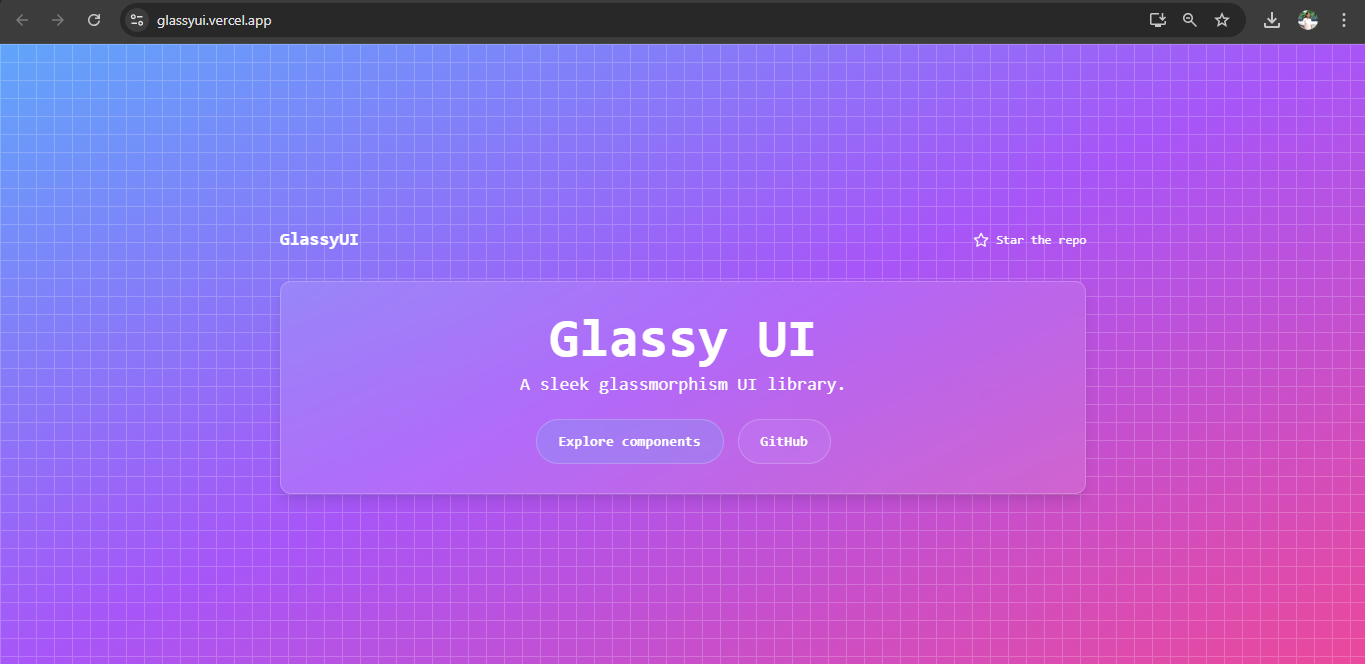 glassyui.vercel.app
GlassyUI
Star the repo
Glassy UI
A sleek glassmorphism UI library.
Explore components
GitHub